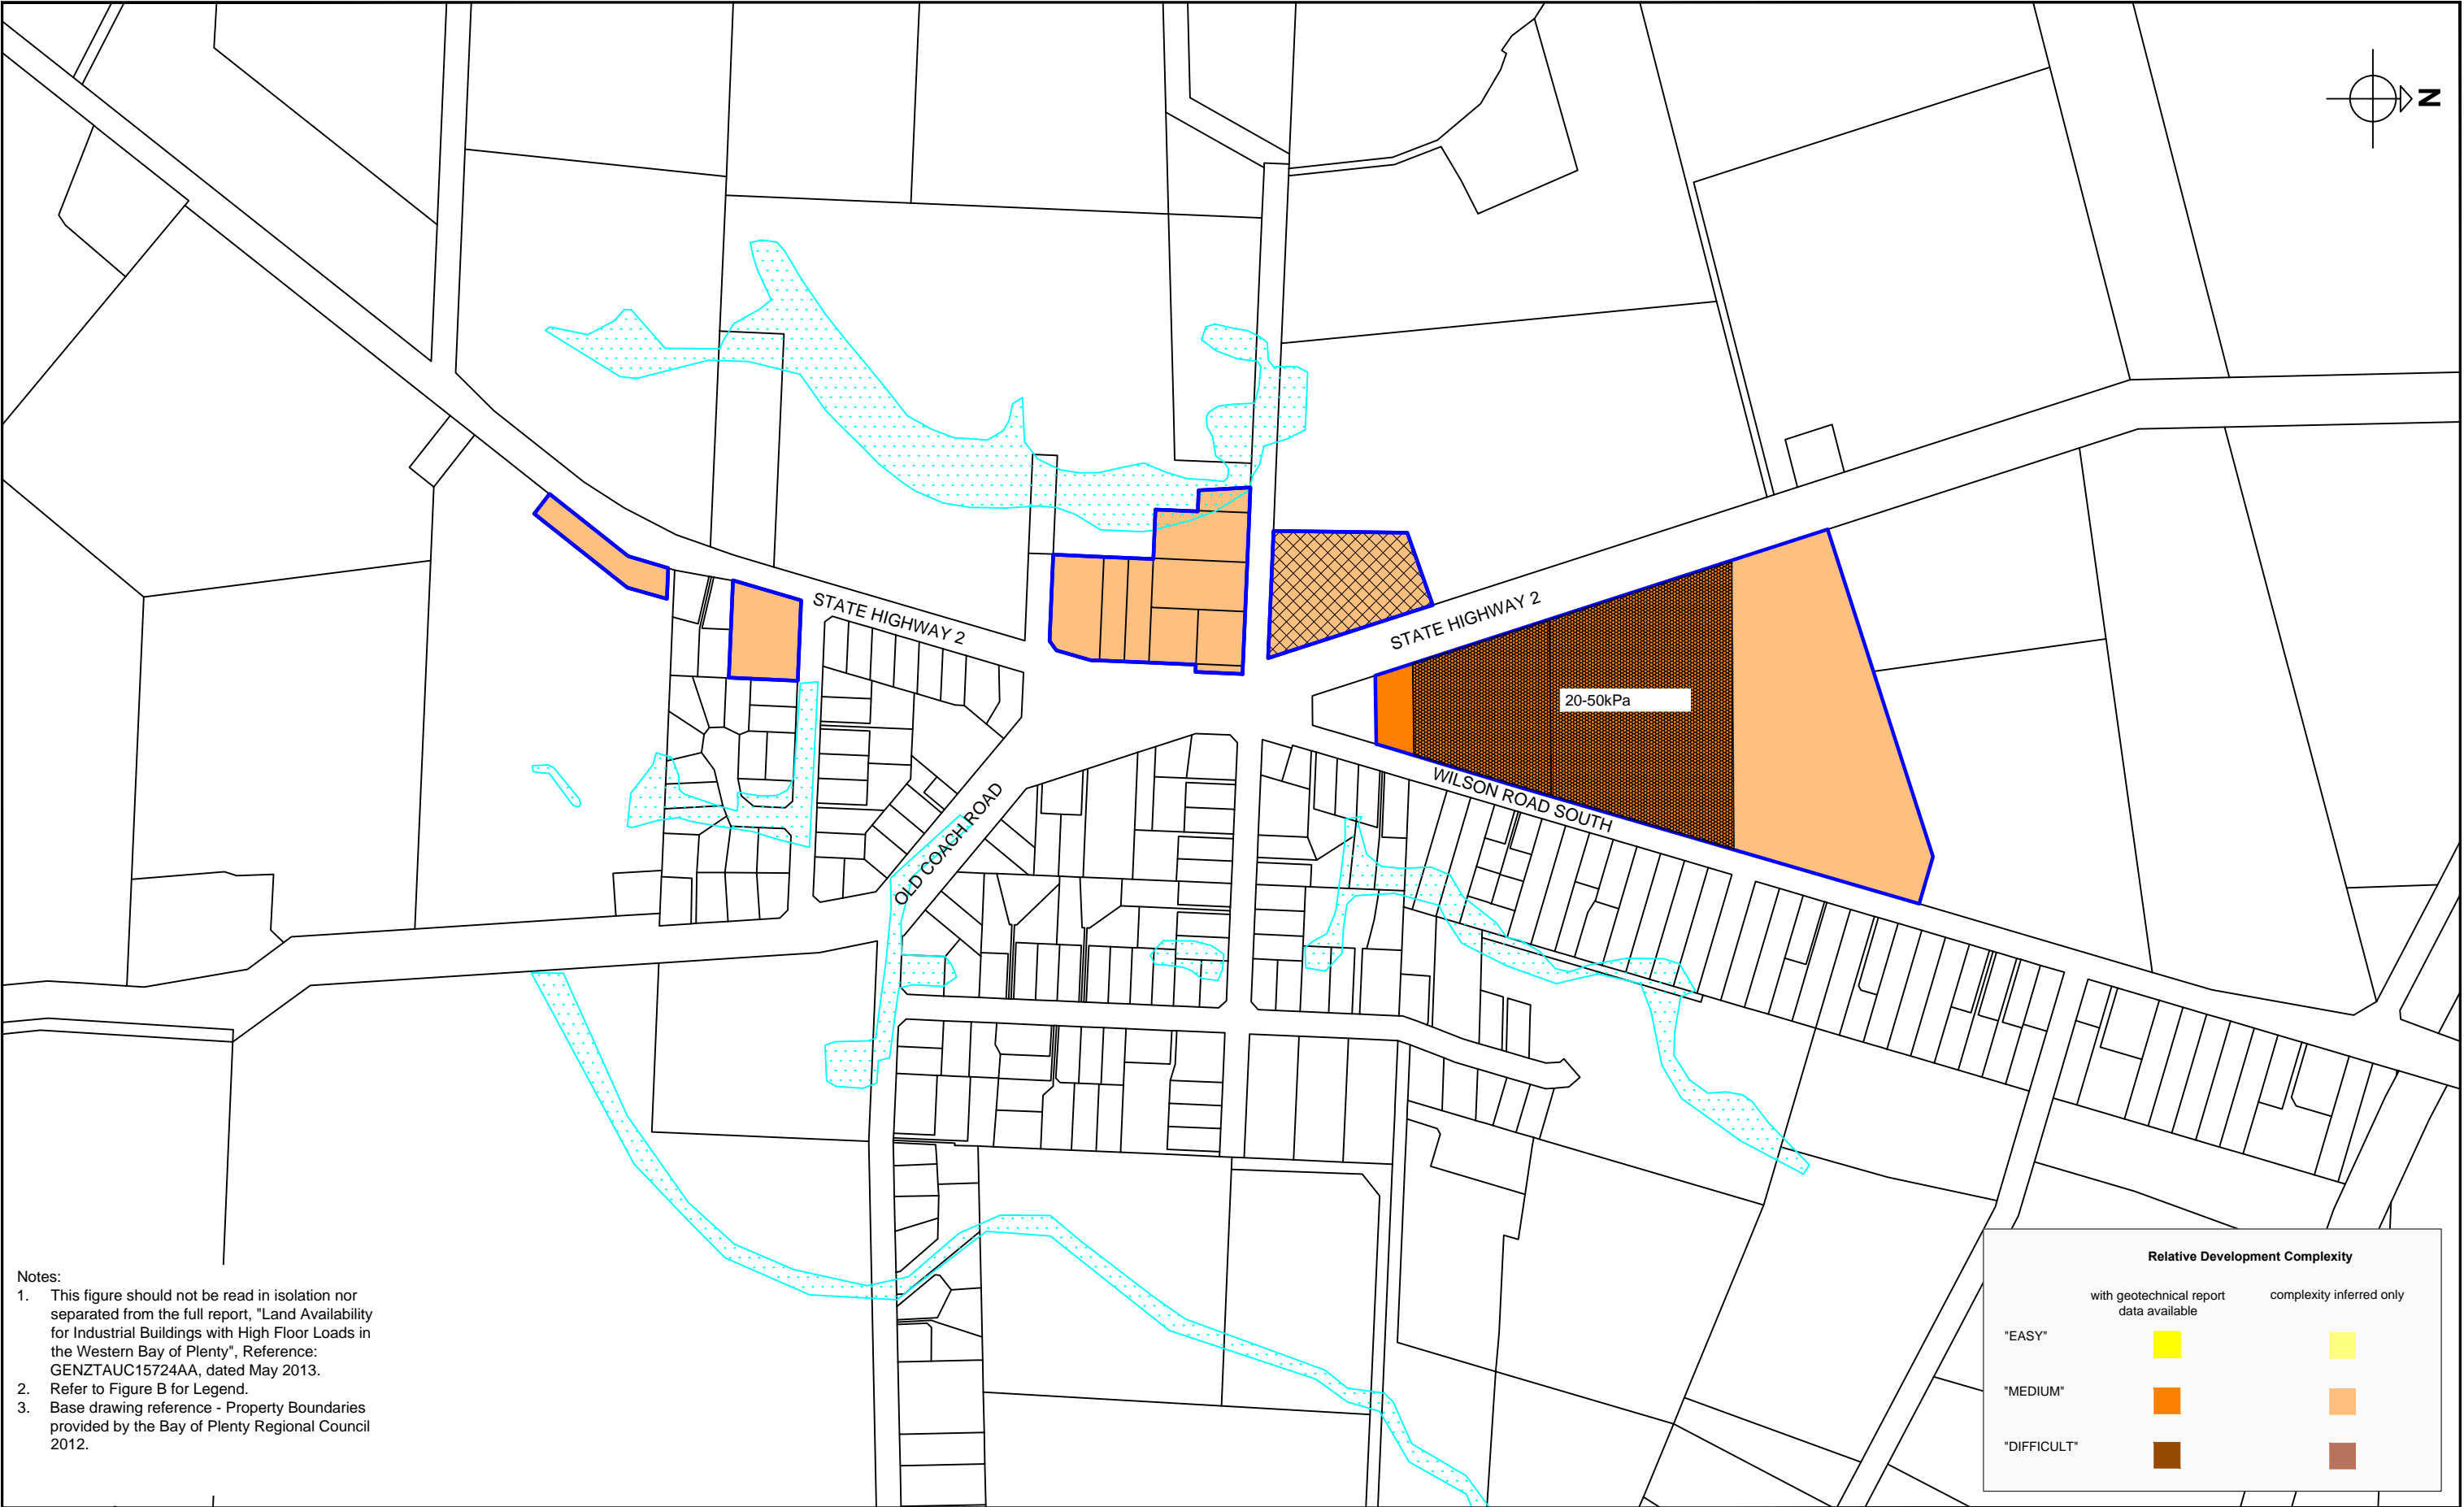 N
STATE HIGHWAY 2
STATE HIGHWAY 2
20-50kPa
WILSON ROAD SOUTH
OLD COACH ROAD
Notes:
1. This figure should not be read in isolation nor
separated from the full report, "Land Availability
for Industrial Buildings with High Floor Loads in
the Western Bay of Plenty", Reference:
GENZTAUC15724AA, dated May 2013.
2. Refer to Figure B for Legend.
3. Base drawing reference - Property Boundaries
provided by the Bay of Plenty Regional Council
2012.
Relative Development Complexity
with geotechnical report
data available
complexity inferred only
"EASY"
"MEDIUM"
"DIFFICULT"